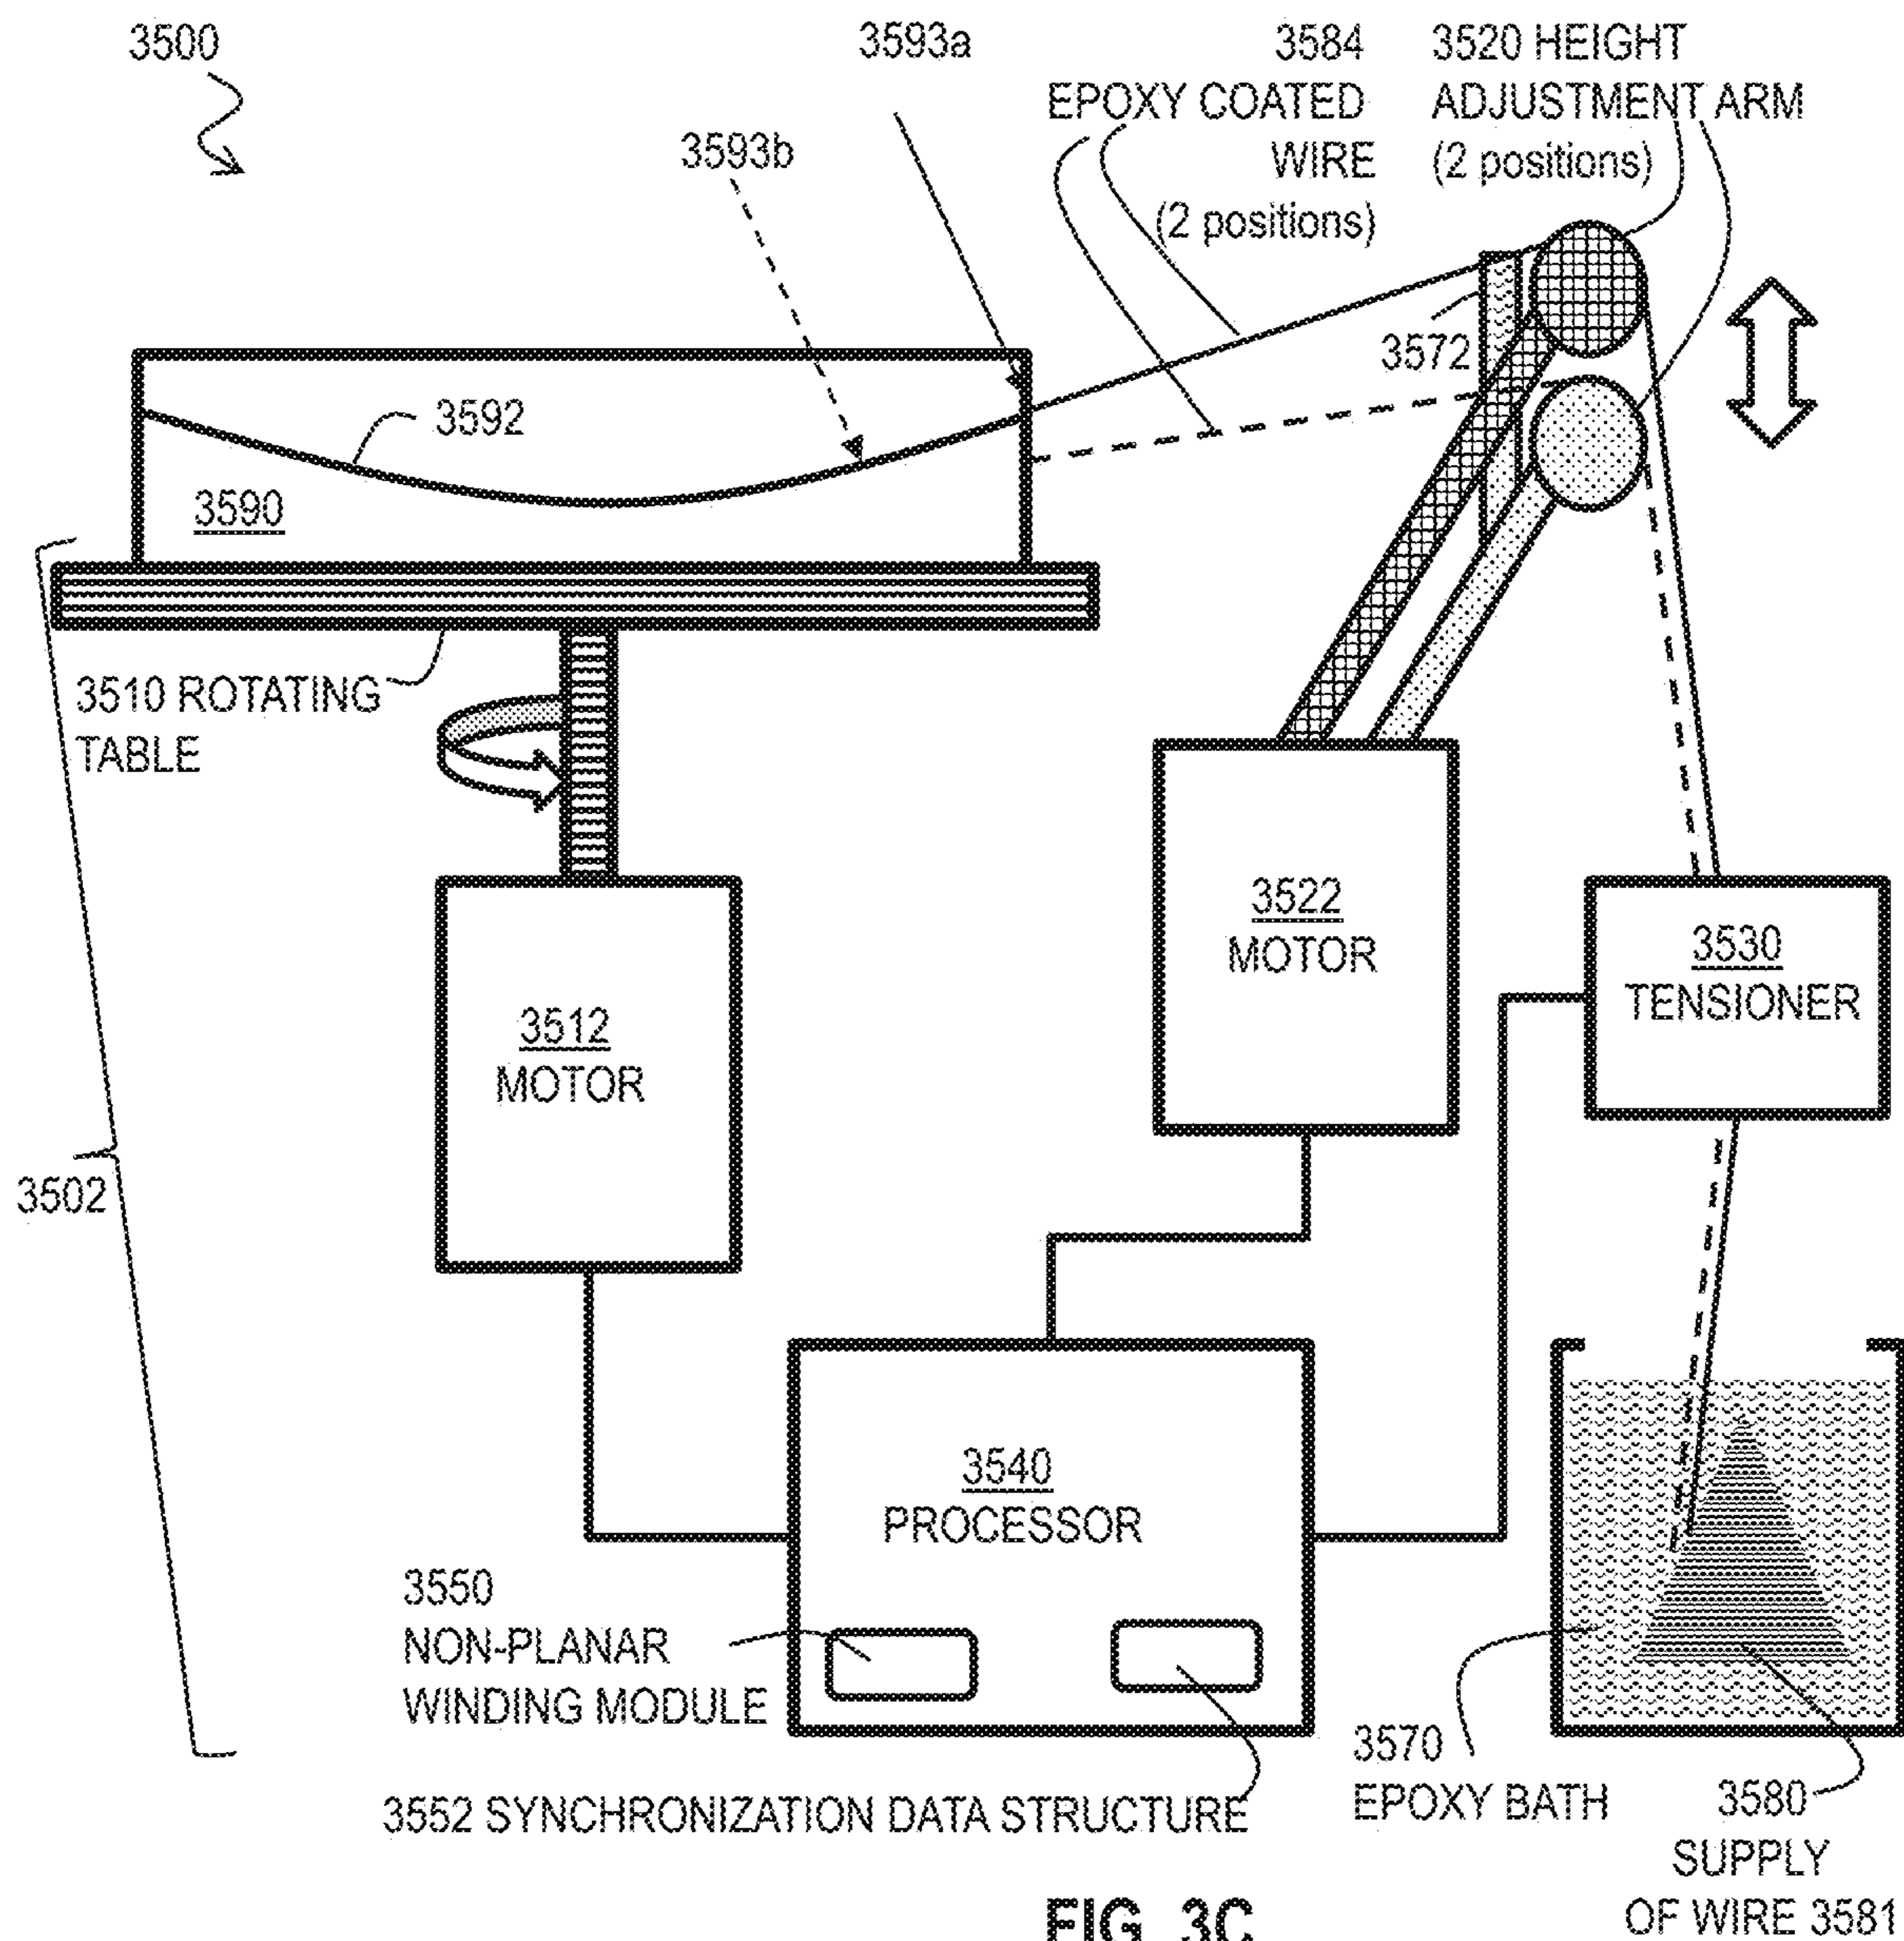 3500
3593a
3584
EPOXY COATED
WIRE
(2 positions)
3520 HEIGHT
ADJUSTMENT ARM
(2 positions)
3593b
3572
3592
3590
3510 ROTATING
TABLE
3502
3512
MOTOR
3522
MOTOR
3530
TENSIONER
3540
PROCESSOR
3550
NON-PLANAR
WINDING MODULE
3552 SYNCHRONIZATION DATA STRUCTURE
3570
EPOXY BATH
3580
SUPPLY
OF WIRE 3581
FIG. 3C